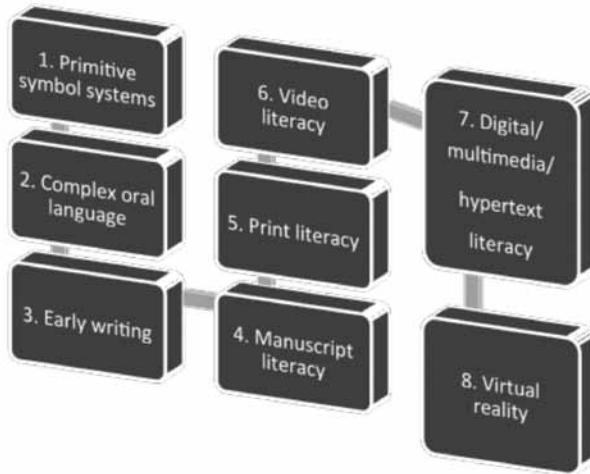 1. Primitive
symbol systems
2. Complex oral
language
3. Early writing
4. Manuscript
literacy
5. Print literacy
6. Video
literacy
7. Digital/
multimedia/
hypertext
literacy
8. Virtual
reality